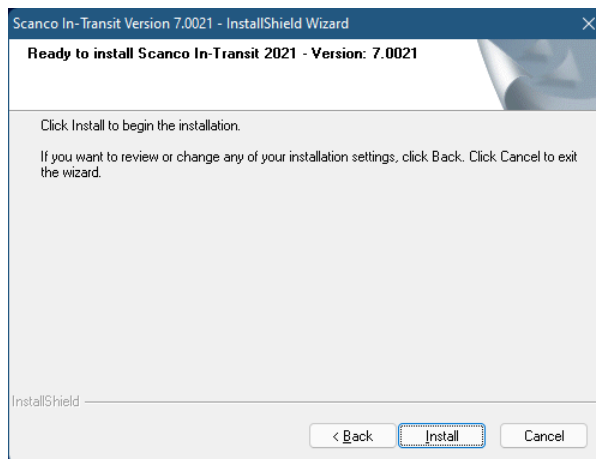 Scanco In-Transit Version 7.0021 - InstallShield Wizard
Ready to install Scanco In-Transit 2021 - Version: 7.0021
Click Install to begin the installation.
If you want to review or change any of your installation settings, click Back. Click Cancel to exit
the wizard.
InstallShield
< Back
Install
Cancel